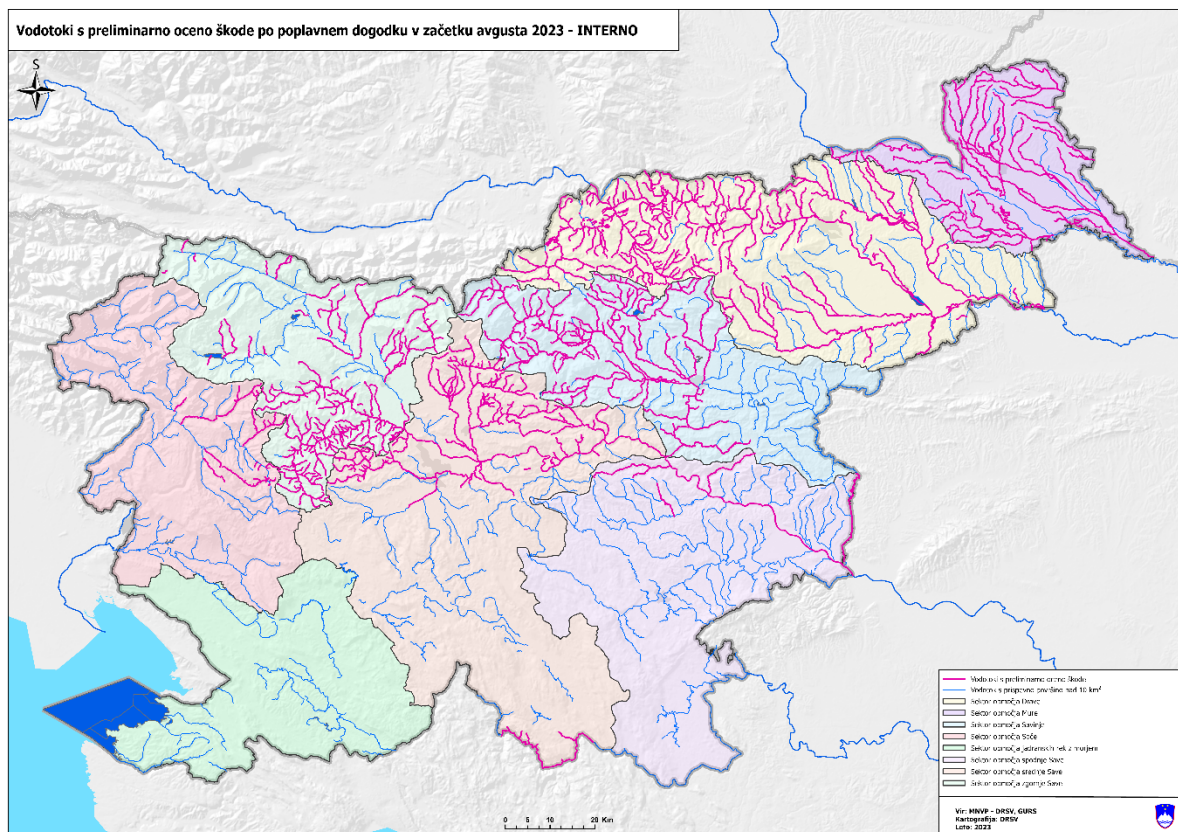 Vodotoki s preliminarno oceno škode po poplavnem dogodku v začetku avgusta 2023 - INTERNO
S
Vodotoki s preliminarno oceno škode
Vodotoki s prispevno površino nad 10 km²
Sektor območja Drave
Sektor območja Mure
Sektor območja Savinje
Sektor območja Soče
Sektor območja jadranskih rek z morjem
Sektor območja spodnje Save
Sektor območja srednje Save
Sektor območja zgornje Save
0 5 10 20 Km
Vir: MNVP - DRSV, GURS
Kartografija: DRSV
Leto: 2023